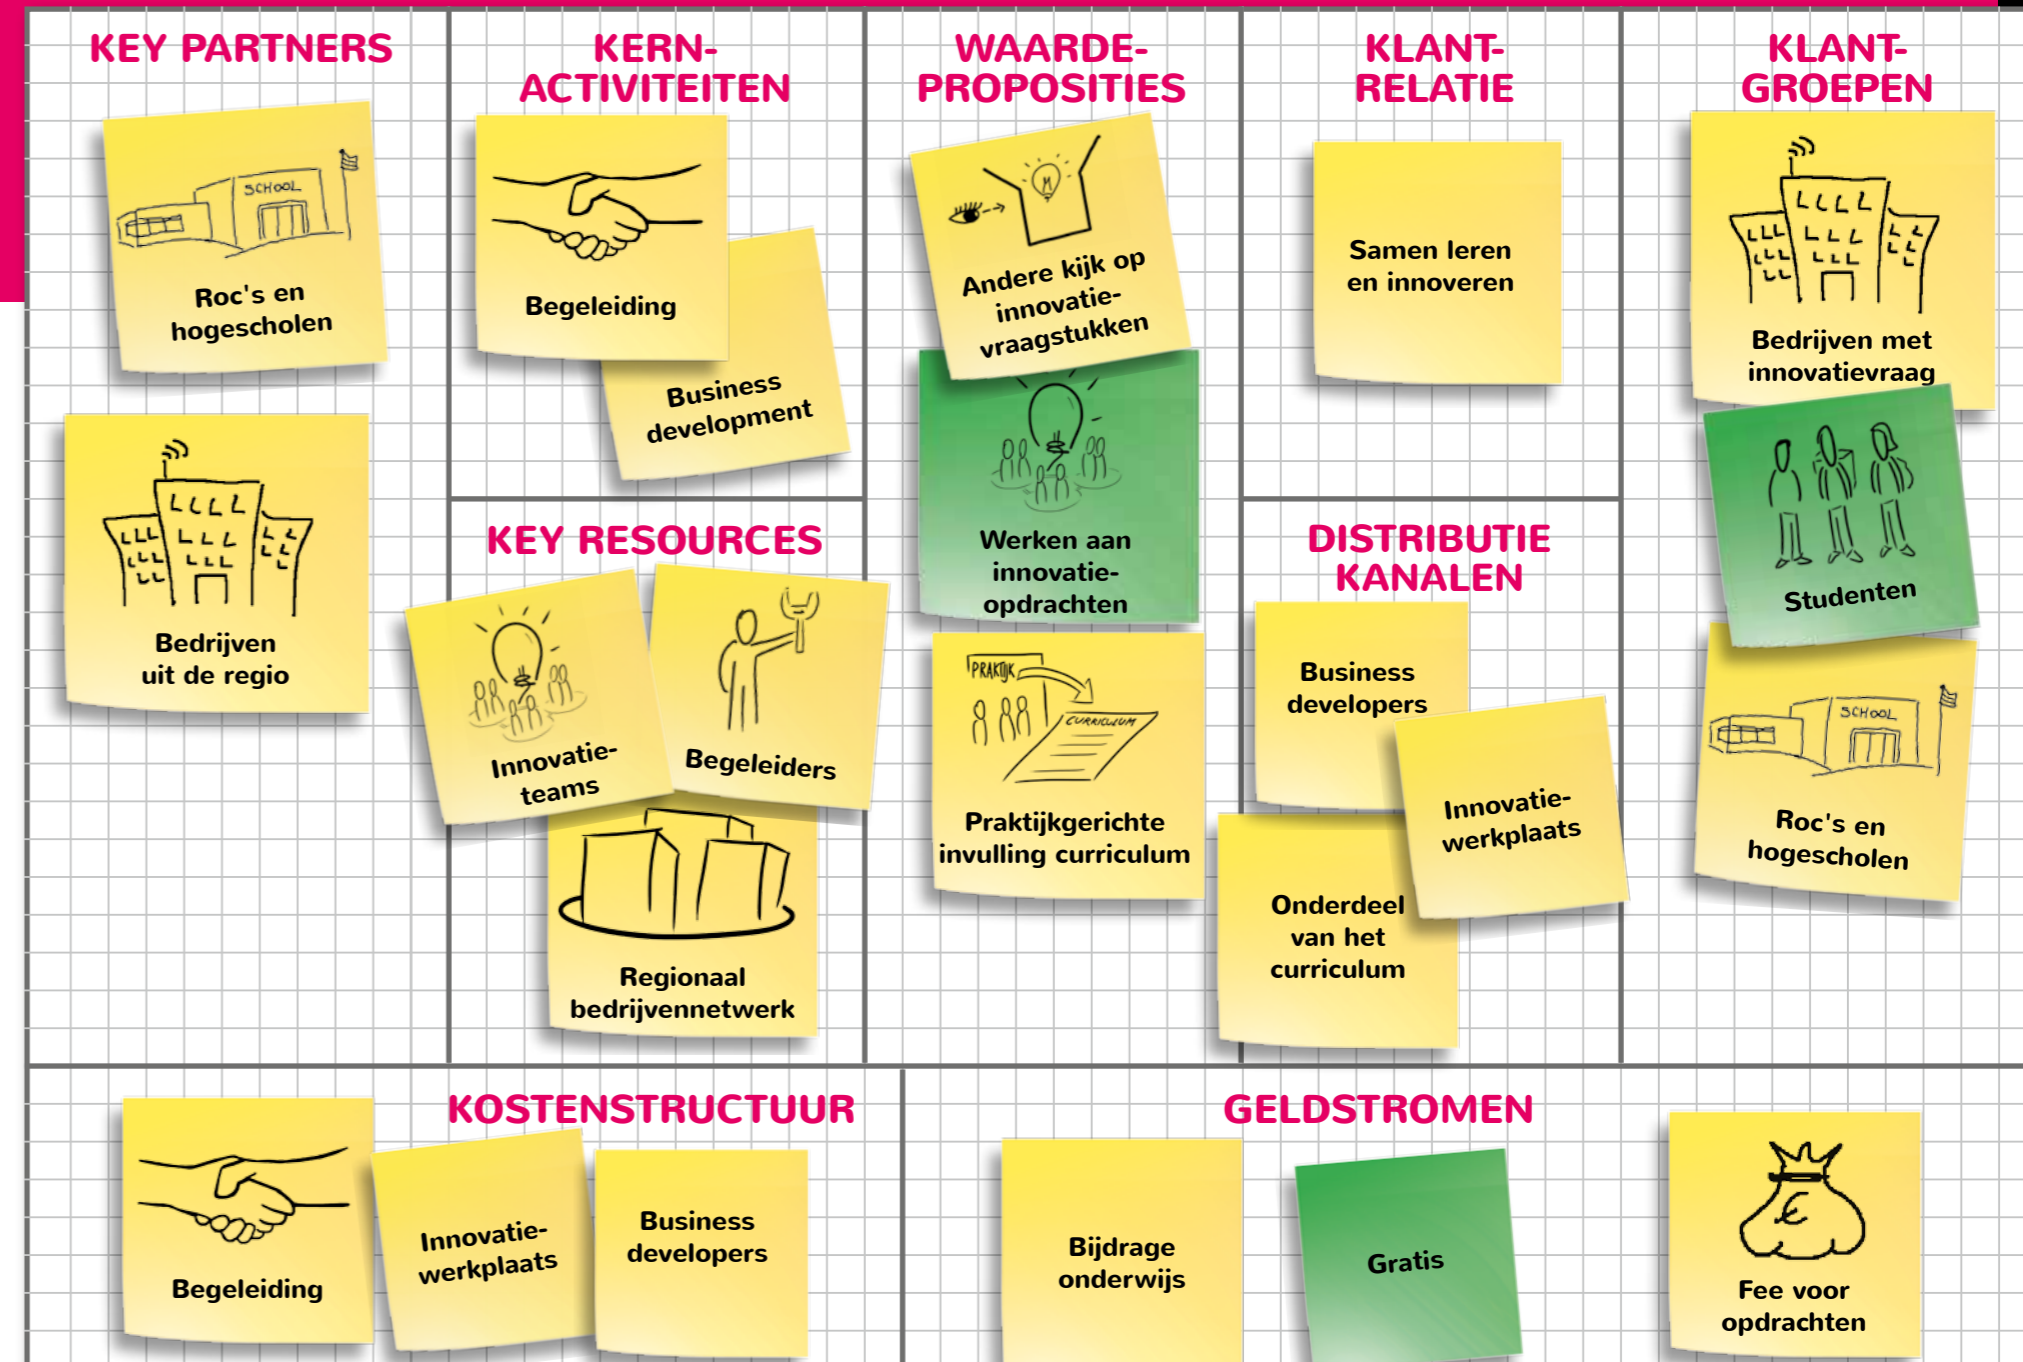 KEY PARTNERS
SCHOOL
Roc's en
hogescholen
Bedrijven
uit de regio
KERN-
ACTIVITEITEN
Begeleiding
Business
development
KEY RESOURCES
Innovatie-
teams
Begeleiders
Regionaal
bedrijvennetwerk
WAARDE-
PROPOSITIES
Andere kijk op
innovatie-
vraagstukken
Werken aan
innovatie-
opdrachten
PRAKTIJK
CURRICULUM
Praktijkgerichte
invulling curriculum
KLANT-
RELATIE
Samen leren
en innoveren
DISTRIBUTIE
KANALEN
Business
developers
Innovatie-
werkplaats
Onderdeel
van het
curriculum
KLANT-
GROEPEN
Bedrijven met
innovatievraag
Studenten
SCHOOL
Roc's en
hogescholen
KOSTENSTRUCTUUR
Begeleiding
Innovatie-
werkplaats
Business
developers
GELDSTROMEN
Bijdrage
onderwijs
Gratis
€
Fee voor
opdrachten